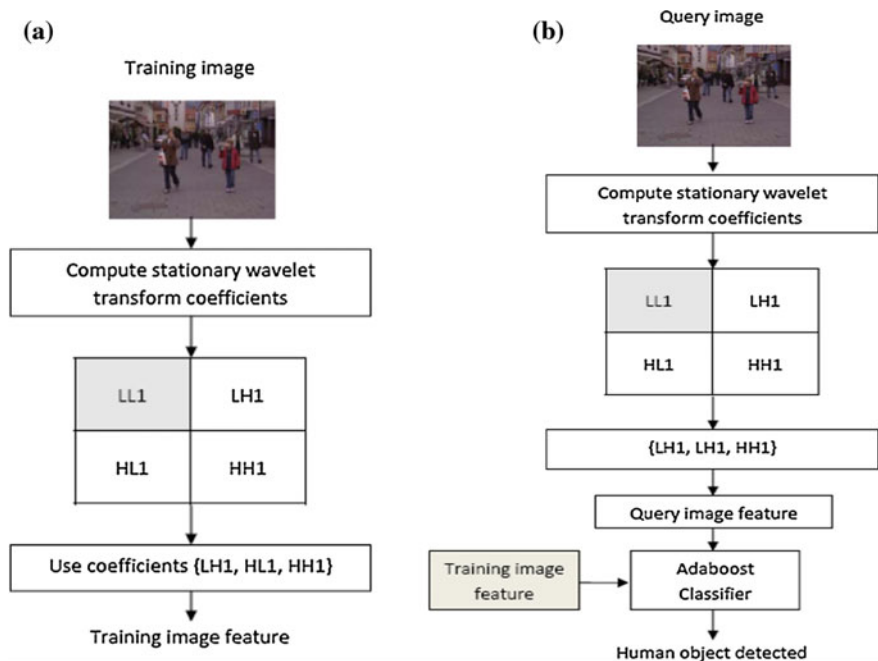 (a)
Training image
Compute stationary wavelet
transform coefficients
LL1
LH1
HL1
HH1
Use coefficients {LH1, HL1, HH1}
Training image feature
(b)
Query image
Compute stationary wavelet
transform coefficients
LL1
LH1
HL1
HH1
{LH1, LH1, HH1}
Query image feature
Training image
feature
Adaboost
Classifier
Human object detected